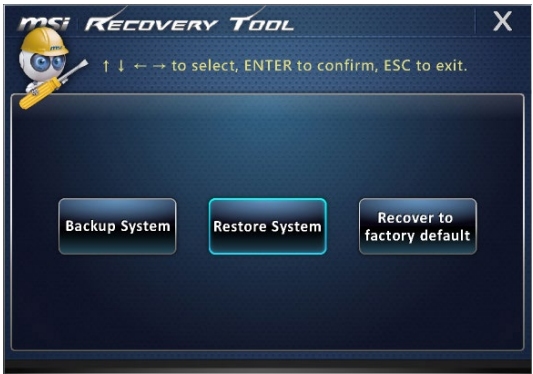 msi RECOVERY TOOL X
↑ ↓ ← → to select, ENTER to confirm, ESC to exit.
Backup System
Restore System
Recover to
factory default